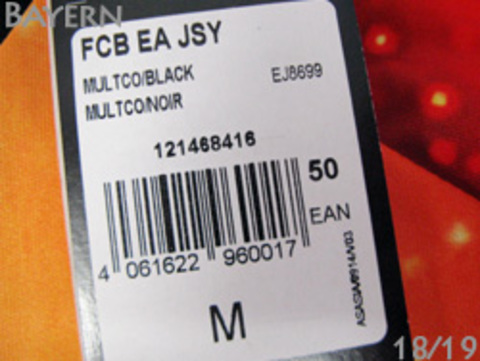 BAYERN
FCB EA JSY
MULTCO/BLACK EJ8699
MULTCO/NOIR
121468416
50
EAN
4 061622 960017
M
18/19